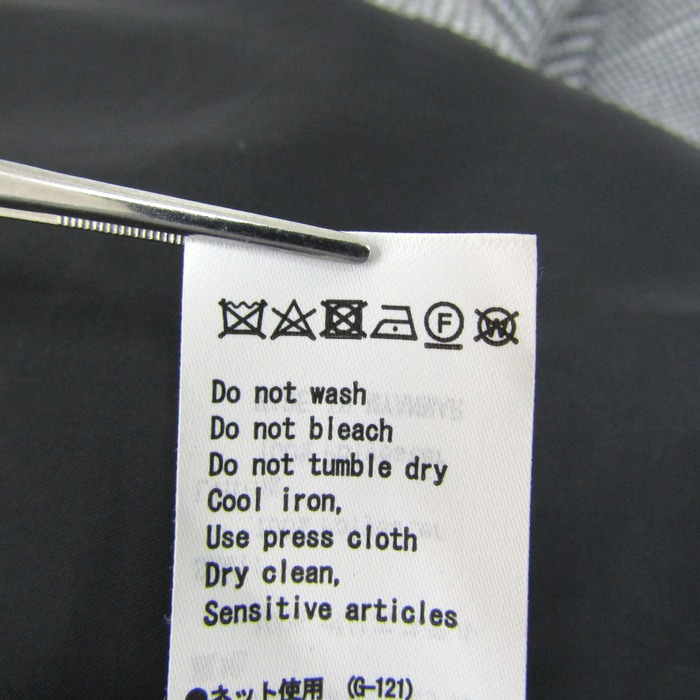 F W
Do not wash
Do not bleach
Do not tumble dry
Cool iron,
Use press cloth
Dry clean,
Sensitive articles
●ネット使用 (G-121)